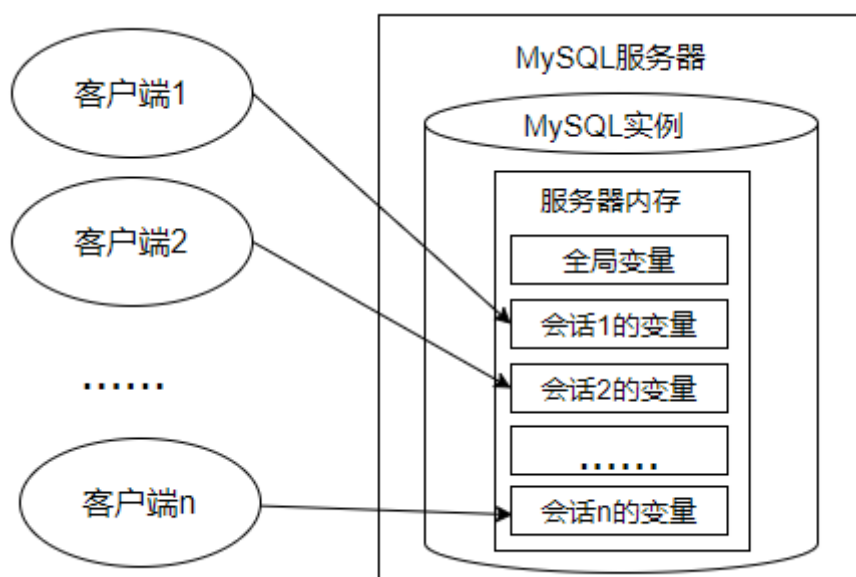 客户端1
客户端2
……
客户端n
MySQL服务器
MySQL实例
服务器内存
全局变量
会话1的变量
会话2的变量
……
会话n的变量